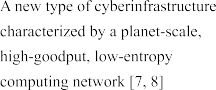 A new type of cyberinfrastructure
characterized by a planet-scale,
high-goodput, low-entropy
computing network [7, 8]